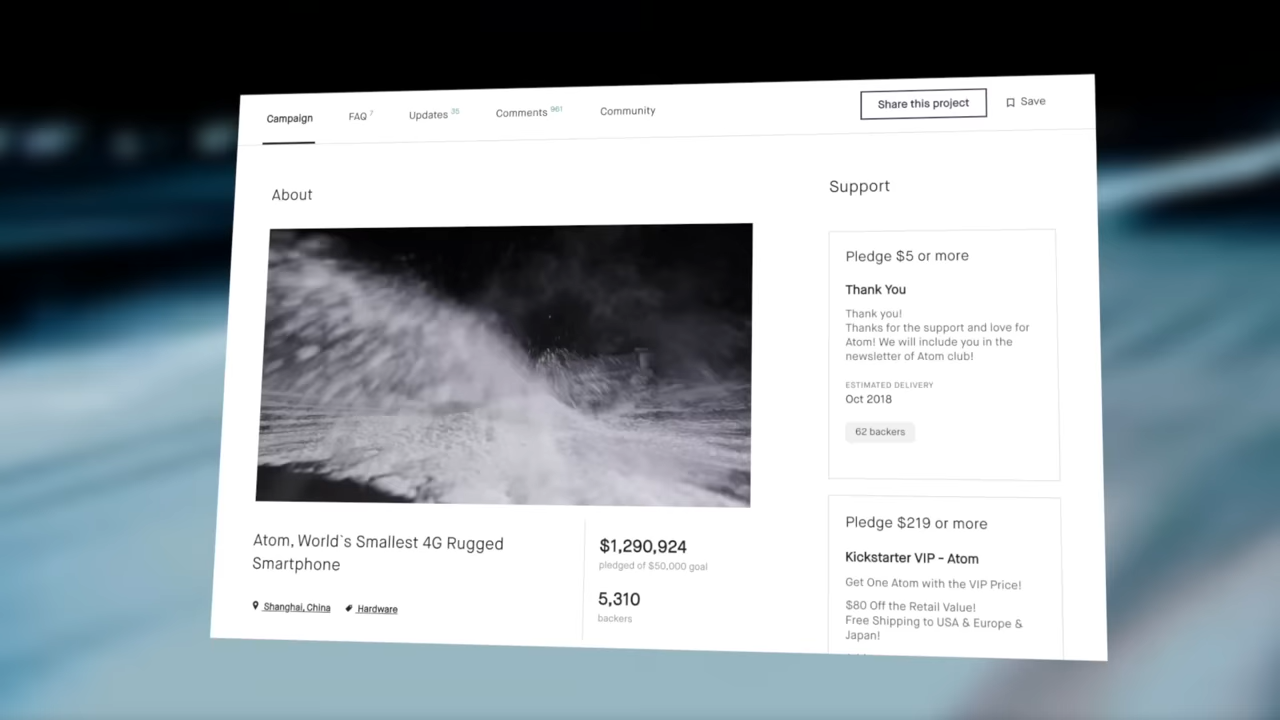 Campaign
FAQ 7
Updates 35
Comments 961
Community
Share this project
Save
About
Support
Pledge $5 or more
Thank You
Thank you!
Thanks for the support and love for
Atom! We will include you in the
newsletter of Atom club!
ESTIMATED DELIVERY
Oct 2018
62 backers
Atom, World`s Smallest 4G Rugged
Smartphone
Shanghai, China
Hardware
$1,290,924
pledged of $50,000 goal
5,310
backers
Pledge $219 or more
Kickstarter VIP - Atom
Get One Atom with the VIP Price!
$80 Off the Retail Value!
Free Shipping to USA & Europe &
Japan!